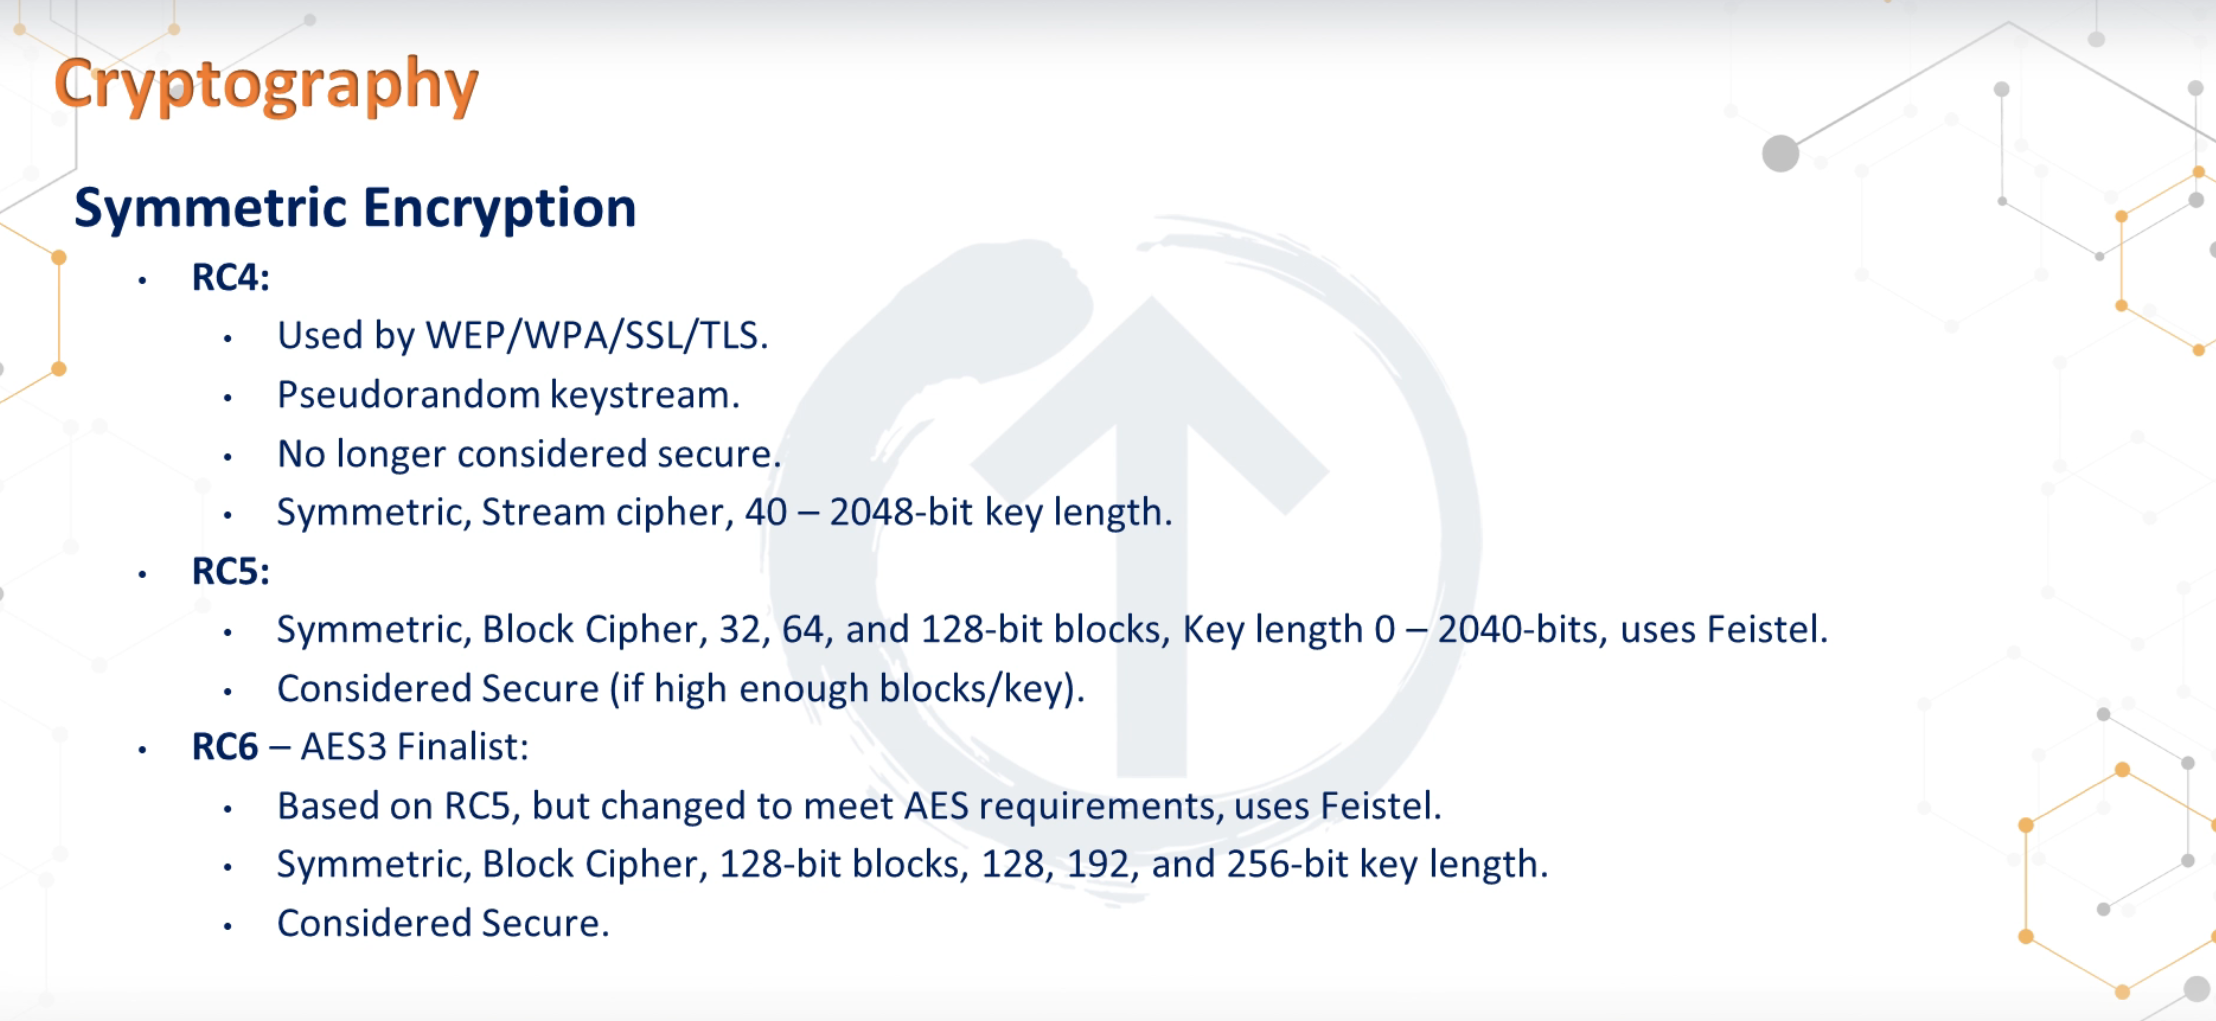 Cryptography
Symmetric Encryption
• RC4:
• Used by WEP/WPA/SSL/TLS.
• Pseudorandom keystream.
• No longer considered secure.
• Symmetric, Stream cipher, 40 – 2048-bit key length.
• RC5:
• Symmetric, Block Cipher, 32, 64, and 128-bit blocks, Key length 0 – 2040-bits, uses Feistel.
• Considered Secure (if high enough blocks/key).
• RC6 – AES3 Finalist:
• Based on RC5, but changed to meet AES requirements, uses Feistel.
• Symmetric, Block Cipher, 128-bit blocks, 128, 192, and 256-bit key length.
• Considered Secure.